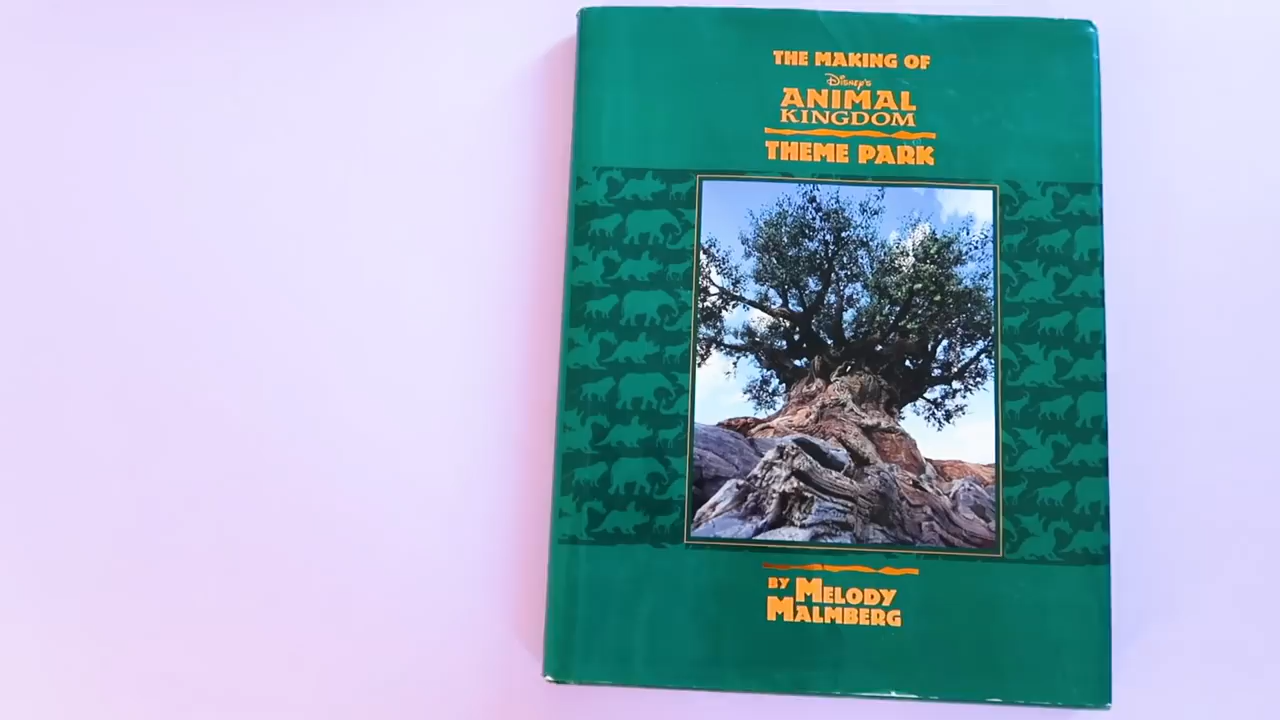 THE MAKING OF
DISNEY'S
ANIMAL
KINGDOM
THEME PARK
BY MELODY
MALMBERG